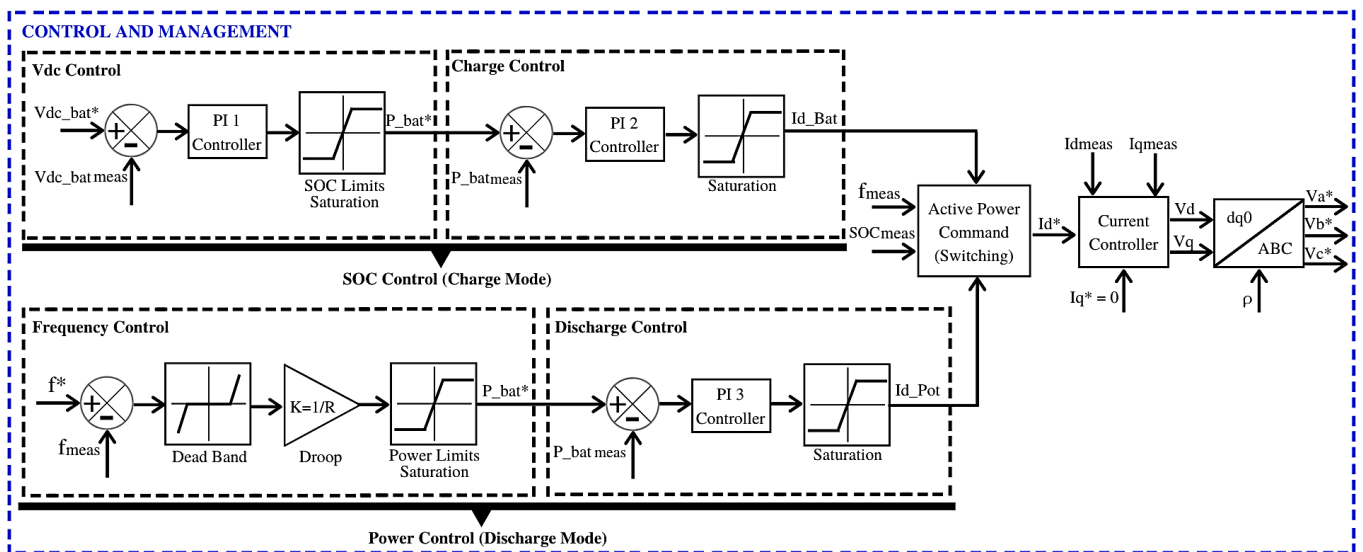 CONTROL AND MANAGEMENT
Vdc Control
Vdc_bat*
Vdc_bat meas
PI 1
Controller
SOC Limits
Saturation
P_bat*
Charge Control
P_batmeas
PI 2
Controller
Saturation
Id_Bat
SOC Control (Charge Mode)
fmeas
SOCmeas
Active Power
Command
(Switching)
Id*
Idmeas
Iqmeas
Current
Controller
Iq* = 0
Vd
Vq
dq0
ABC
ρ
Va*
Vb*
Vc*
Frequency Control
f*
fmeas
Dead Band
K=1/R
Droop
Power Limits
Saturation
P_bat*
Discharge Control
P_bat meas
PI 3
Controller
Saturation
Id_Pot
Power Control (Discharge Mode)